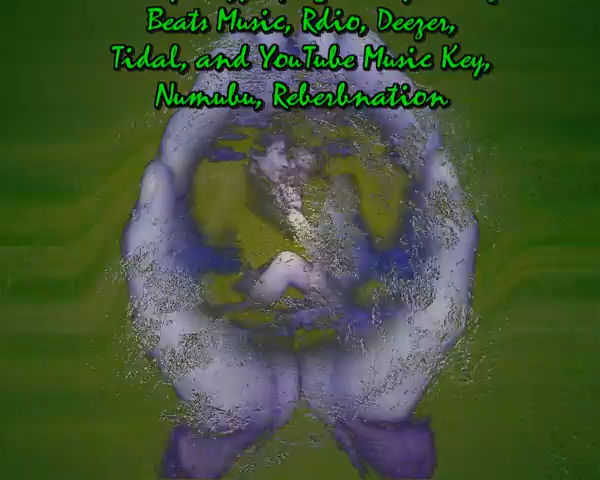 Beats Music, Rdio, Deezer,
Tidal, and YouTube Music Key,
Numubu, Reberbnation